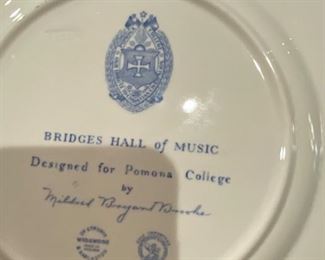 BRIDGES HALL of MUSIC
Designed for Pomona College
by
Mildred Bryant Brooks
WEDGWOOD